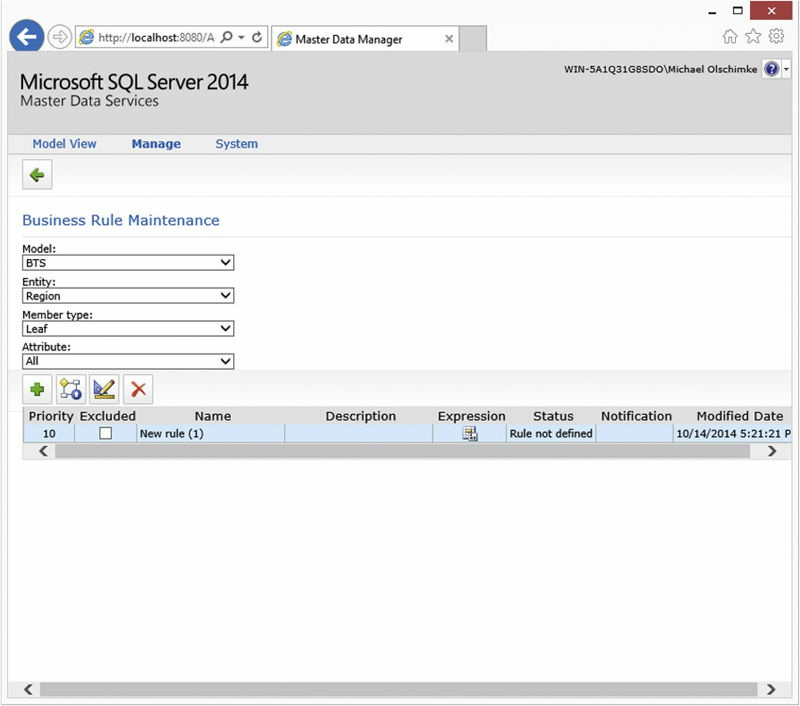 http://localhost:8080/A
Master Data Manager
WIN-5A1Q31G8SDO\Michael Olschimke
Microsoft SQL Server 2014
Master Data Services
Model View Manage System
Business Rule Maintenance
Model:
BTS
Entity:
Region
Member type:
Leaf
Attribute:
All
Priority Excluded Name Description Expression Status Notification Modified Date
10 New rule (1) Rule not defined 10/14/2014 5:21:21 P